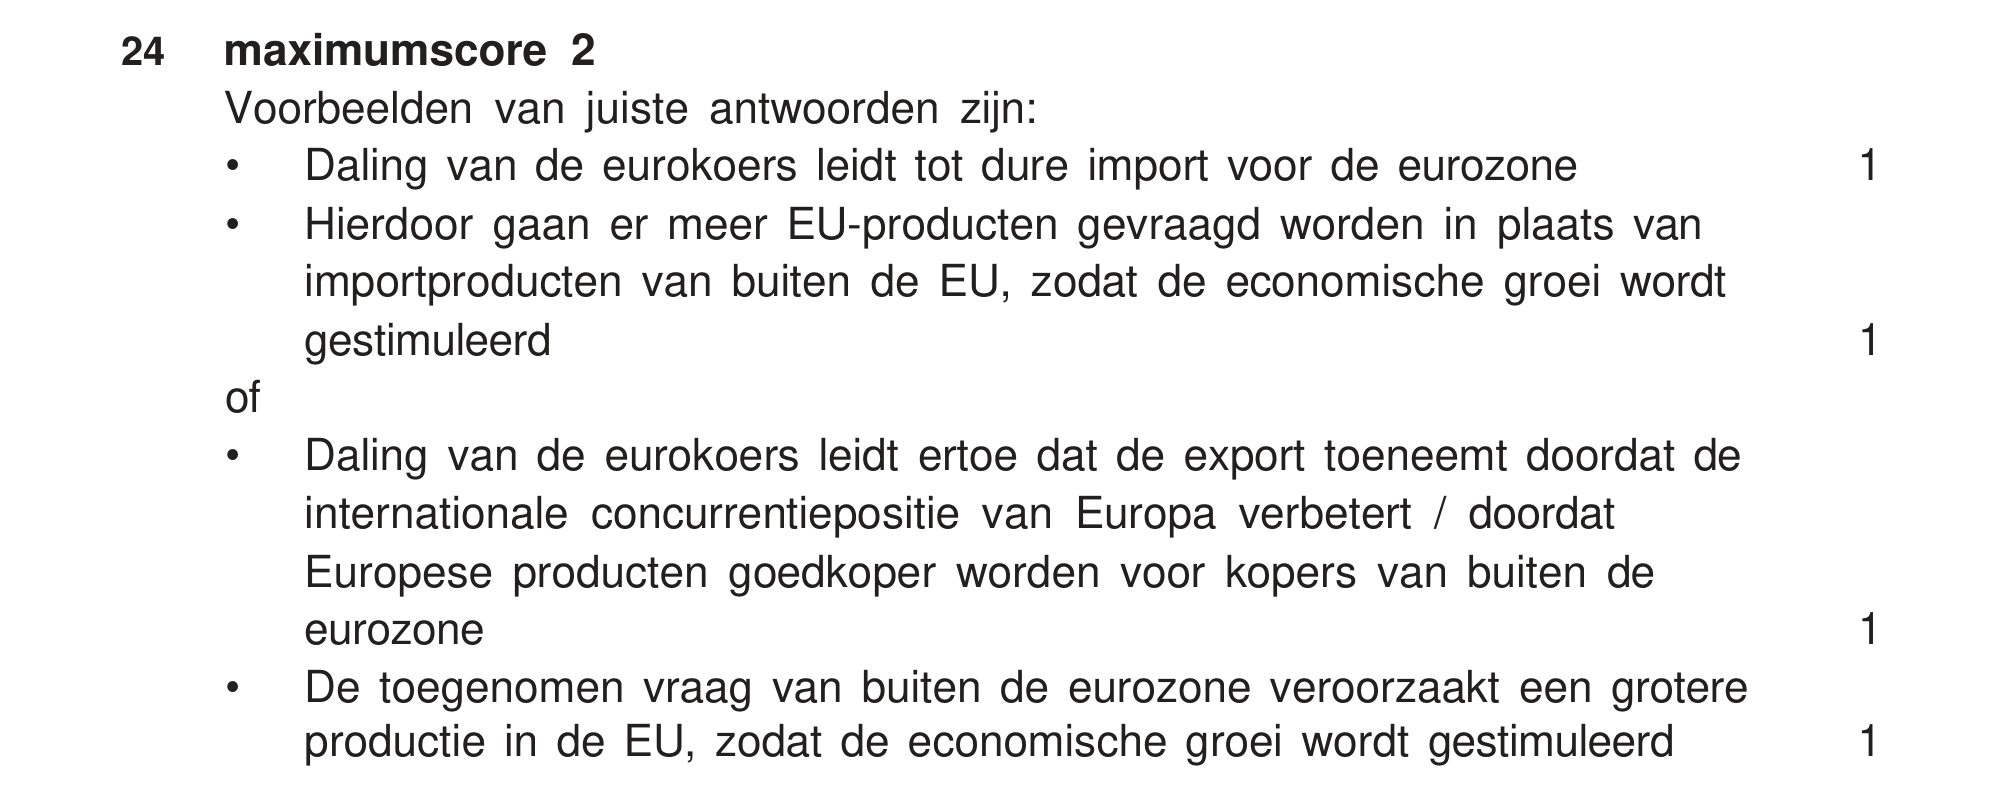 24 maximumscore 2
Voorbeelden van juiste antwoorden zijn:
• Daling van de eurokoers leidt tot dure import voor de eurozone 1
• Hierdoor gaan er meer EU-producten gevraagd worden in plaats van
importproducten van buiten de EU, zodat de economische groei wordt
gestimuleerd 1
of
• Daling van de eurokoers leidt ertoe dat de export toeneemt doordat de
internationale concurrentiepositie van Europa verbetert / doordat
Europese producten goedkoper worden voor kopers van buiten de
eurozone 1
• De toegenomen vraag van buiten de eurozone veroorzaakt een grotere
productie in de EU, zodat de economische groei wordt gestimuleerd 1